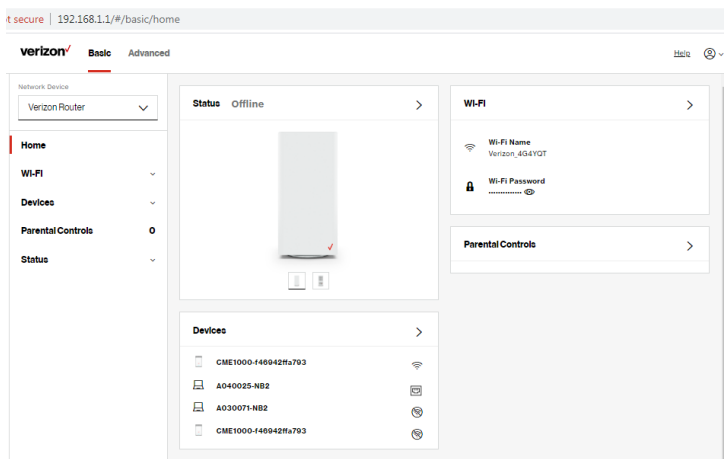 t secure | 192.168.1.1/#/basic/home
verizon✓ Basic Advanced Help
Network Device
Verizon Router
Home
Wi-Fi
Devices
Parental Controls 0
Status
Status Offline
Wi-Fi
Wi-Fi Name
Verizon_4G4YQT
Wi-Fi Password
••••••••••••••
Parental Controls
Devices
CME1000-f46942ffa793
A040025-NB2
A030071-NB2
CME1000-f46942ffa793